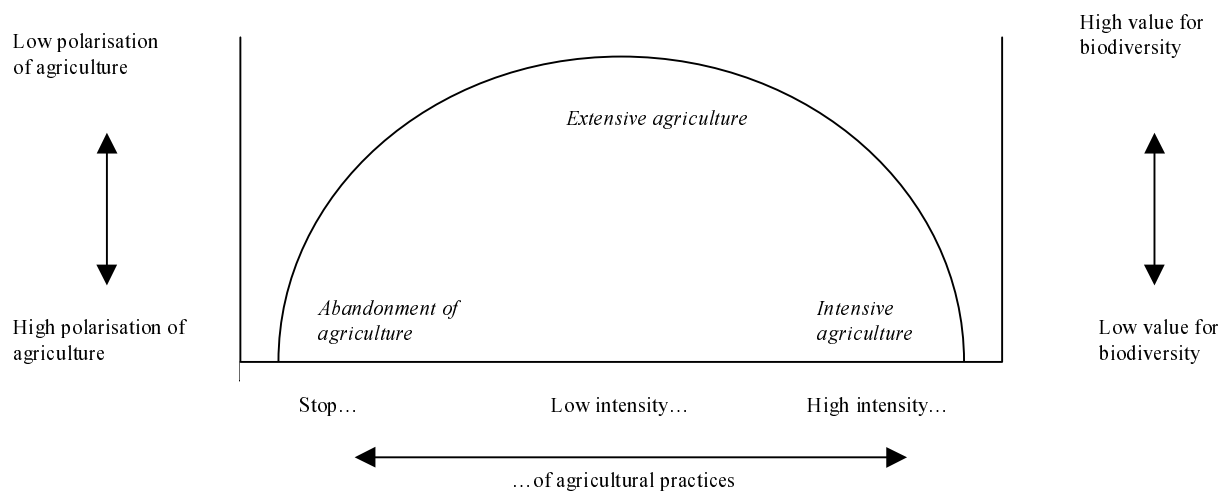 Low polarisation
of agriculture
High value for
biodiversity
Extensive agriculture
Abandonment of
agriculture
Intensive
agriculture
High polarisation of
agriculture
Low value for
biodiversity
Stop…
Low intensity…
High intensity…
…of agricultural practices